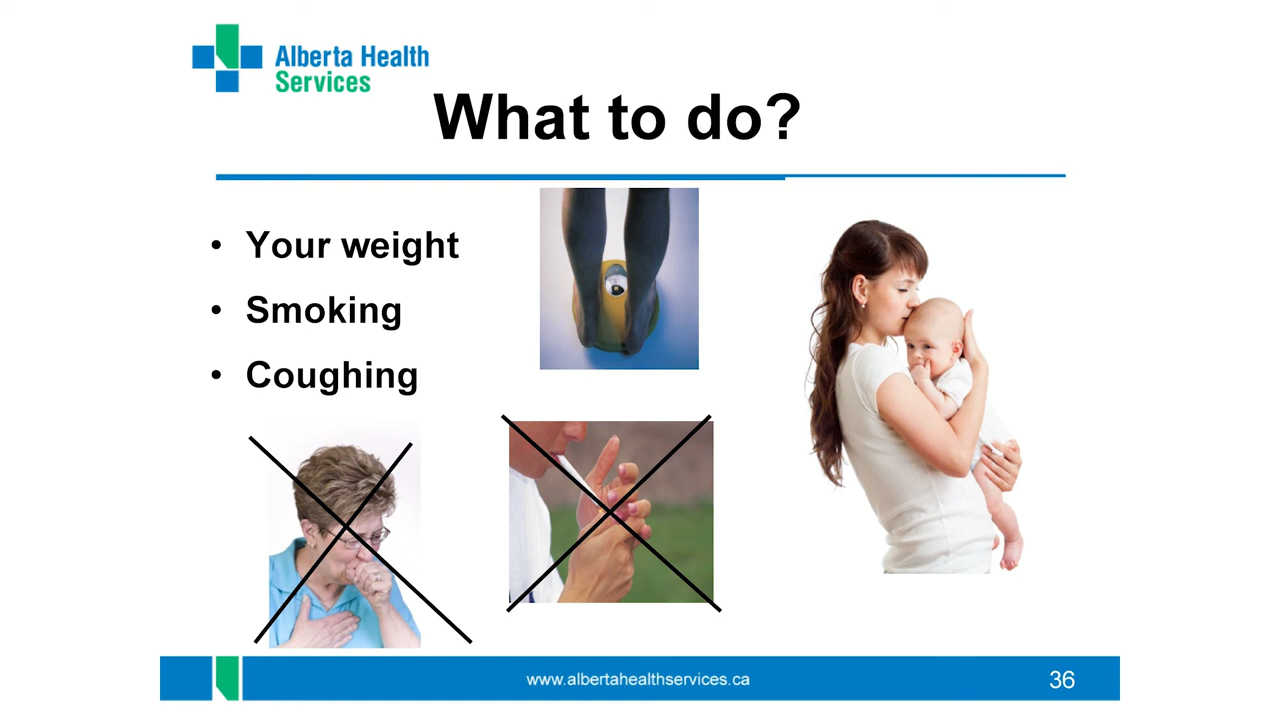 Alberta Health
Services
What to do?
• Your weight
• Smoking
• Coughing
www.albertahealthservices.ca
36